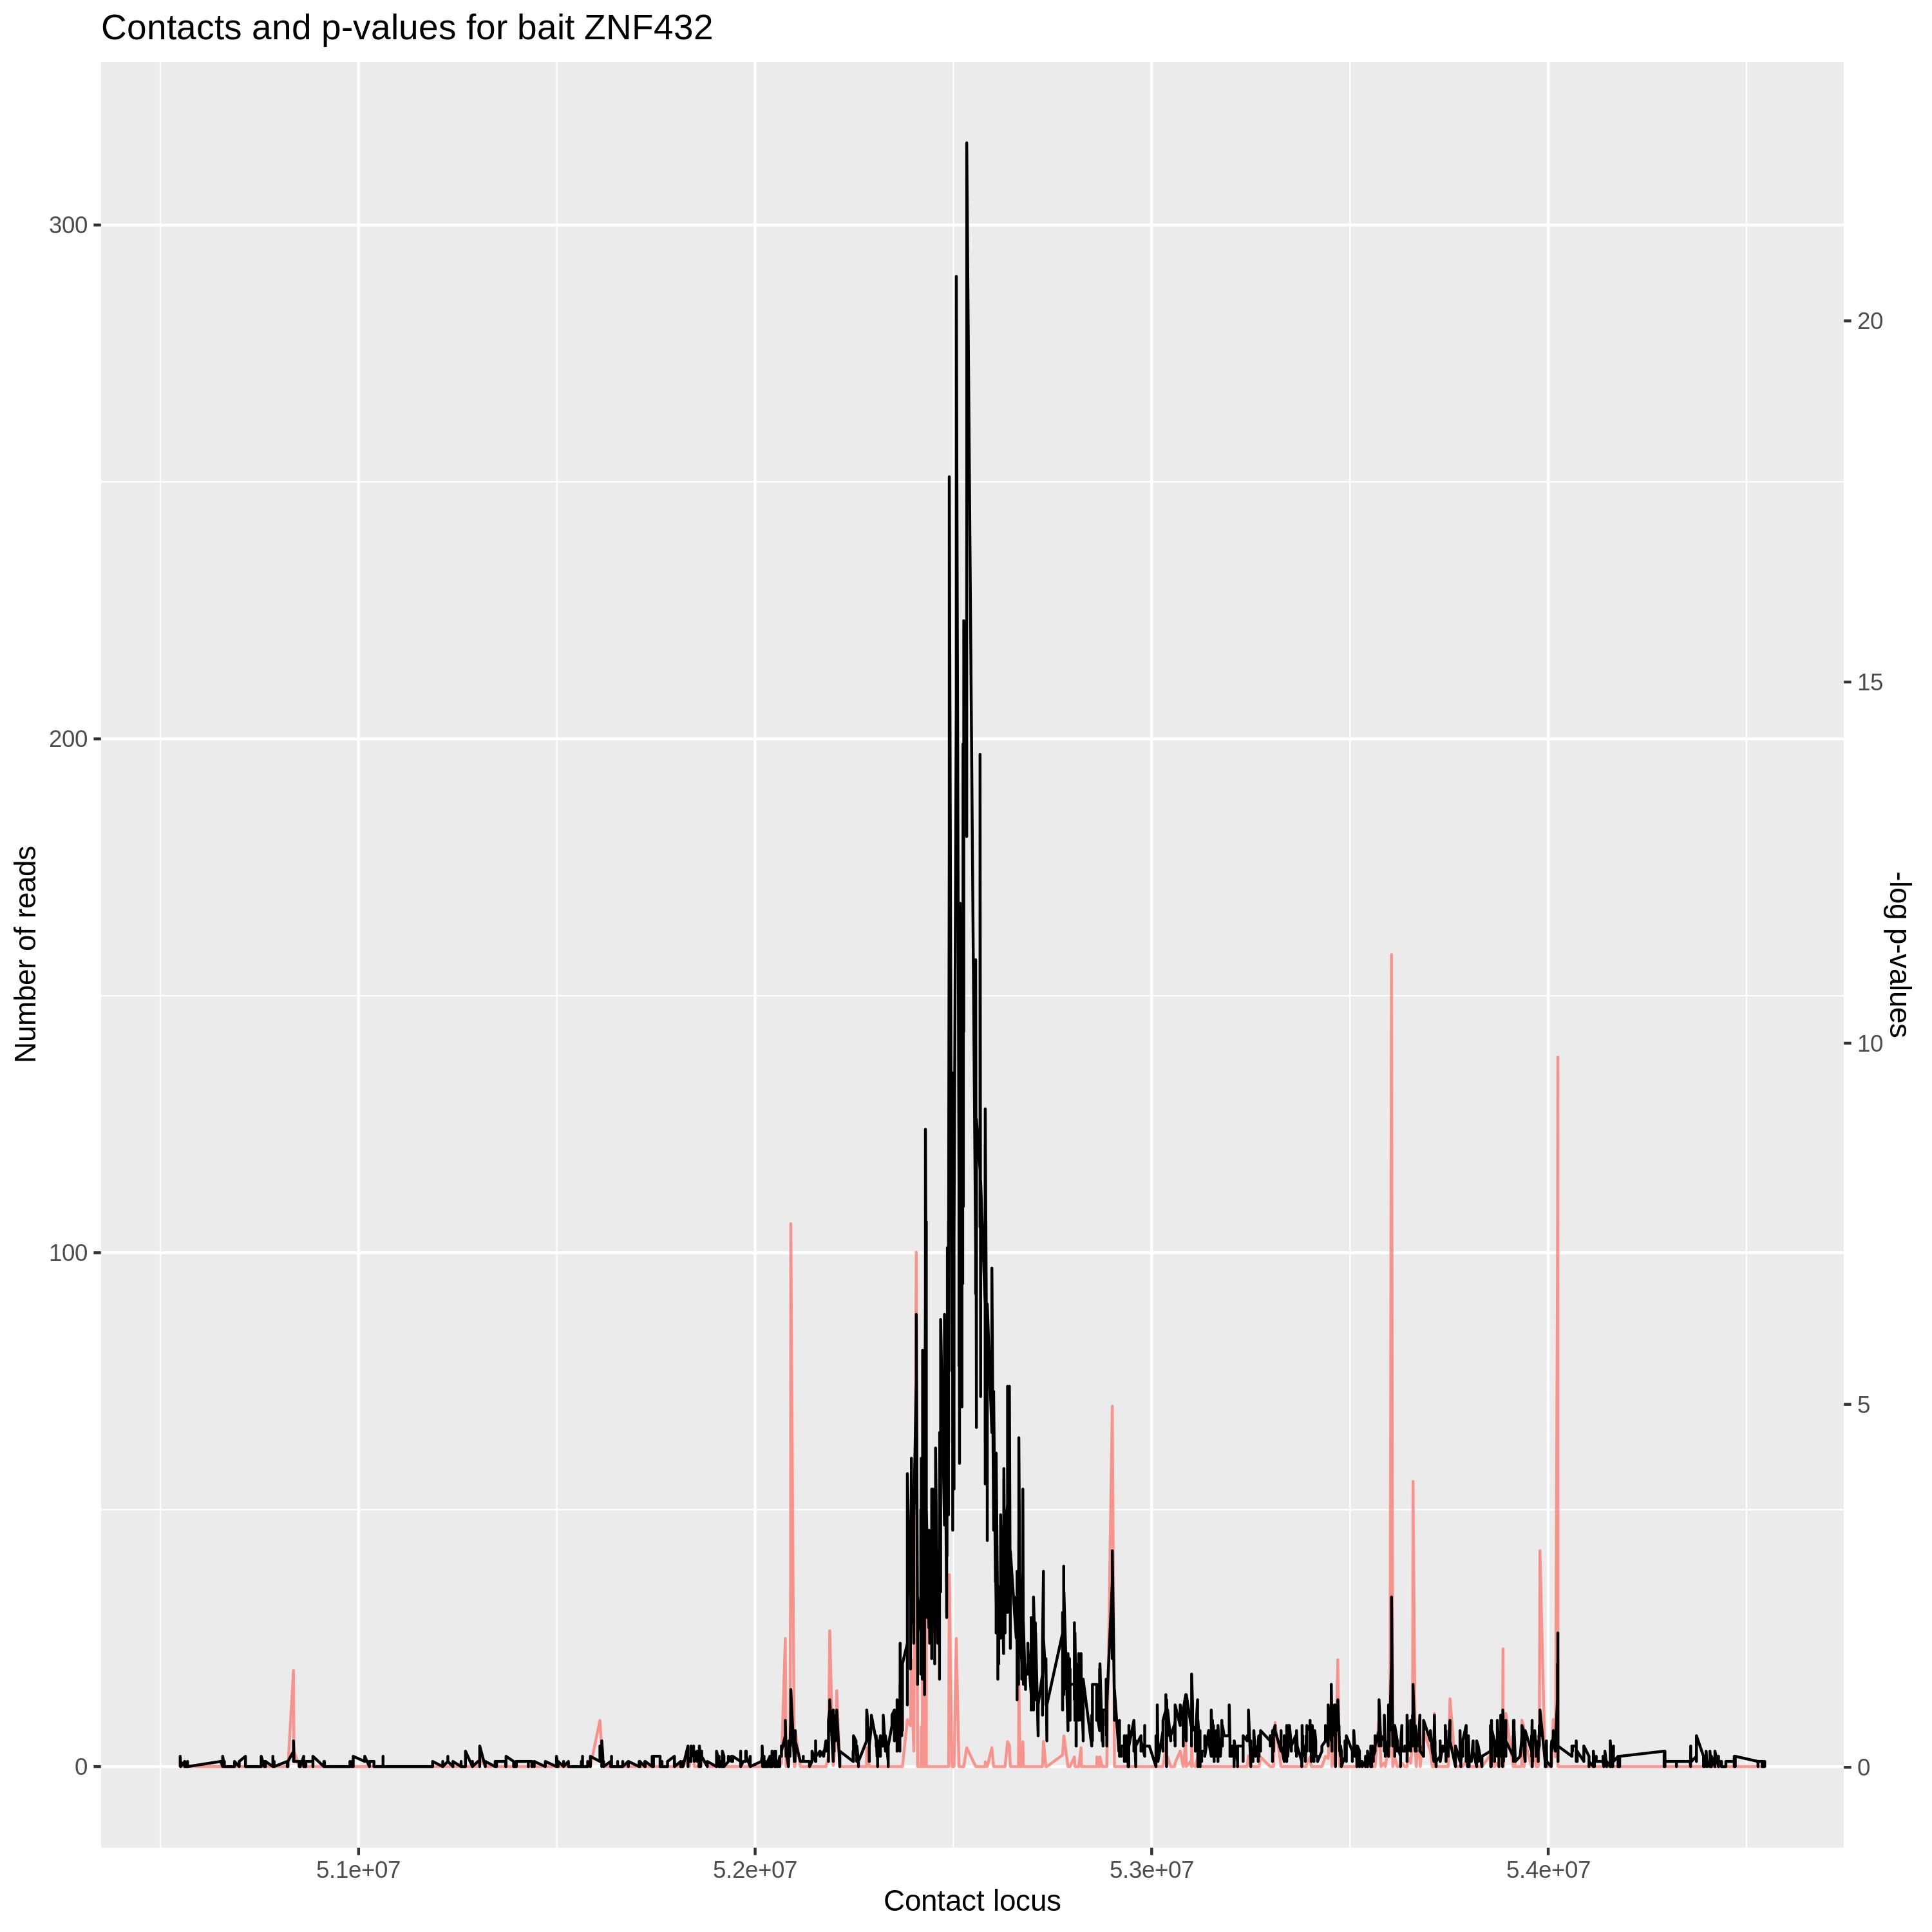 Contacts and p-values for bait ZNF432
300
200
100
0
20
15
10
5
0
Number of reads
-log p-values
5.1e+07
5.2e+07
5.3e+07
5.4e+07
Contact locus